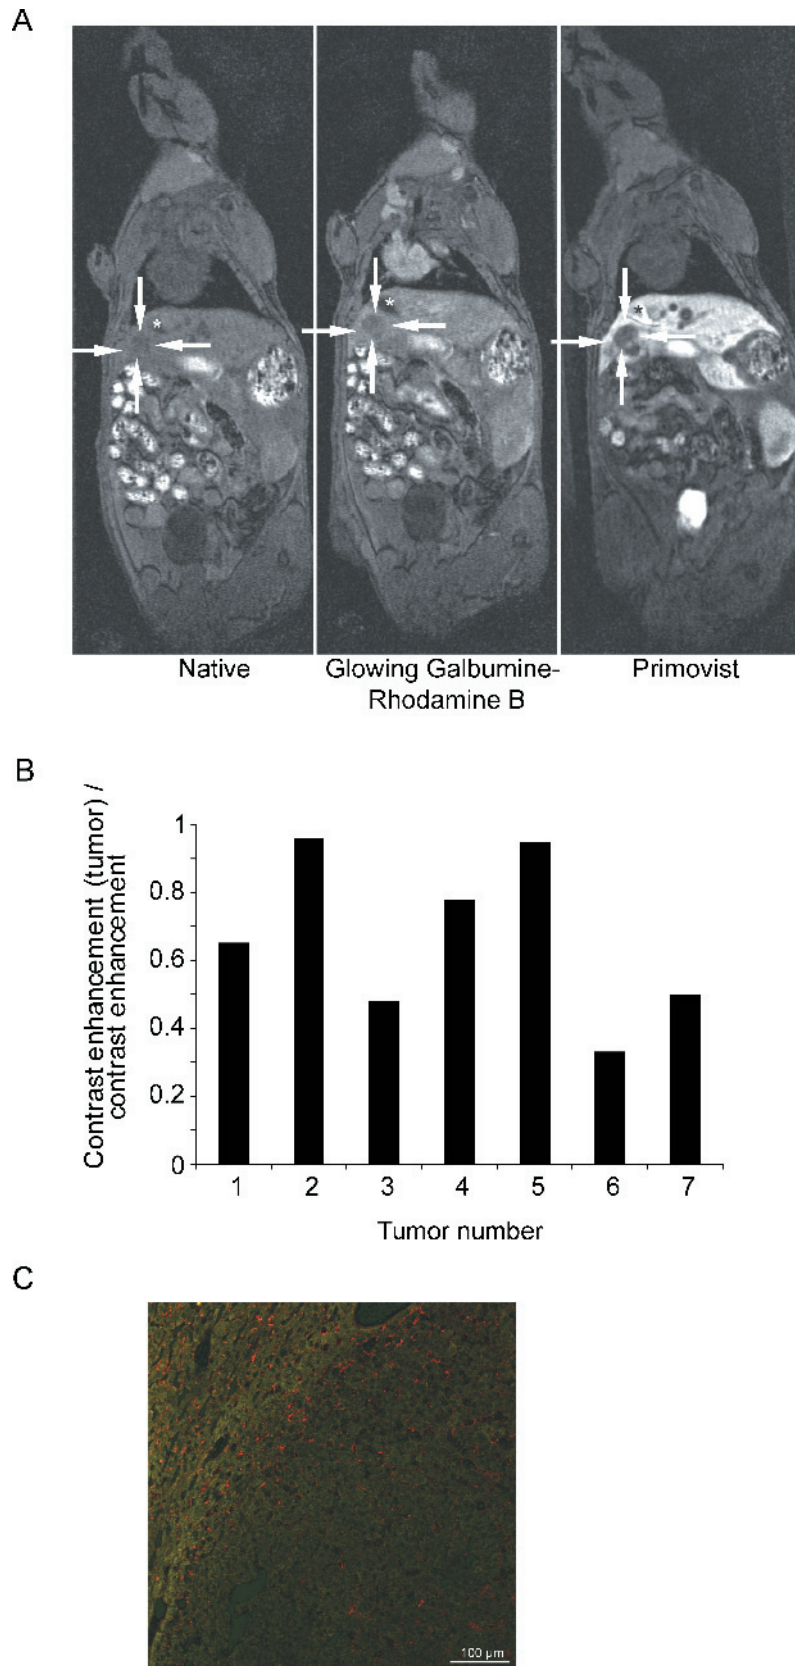 A
*
*
*
Native
Glowing Galbumine-
Rhodamine B
Primovist
B
Contrast enhancement (tumor) /
contrast enhancement
1
0.8
0.6
0.4
0.2
0
1 2 3 4 5 6 7
Tumor number
C
100 µm